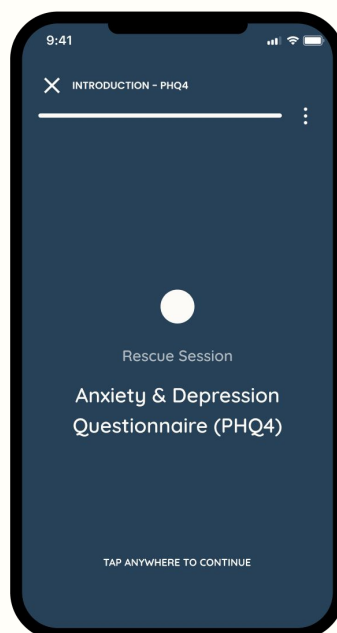 9:41
INTRODUCTION - PHQ4
Rescue Session
Anxiety & Depression
Questionnaire (PHQ4)
TAP ANYWHERE TO CONTINUE